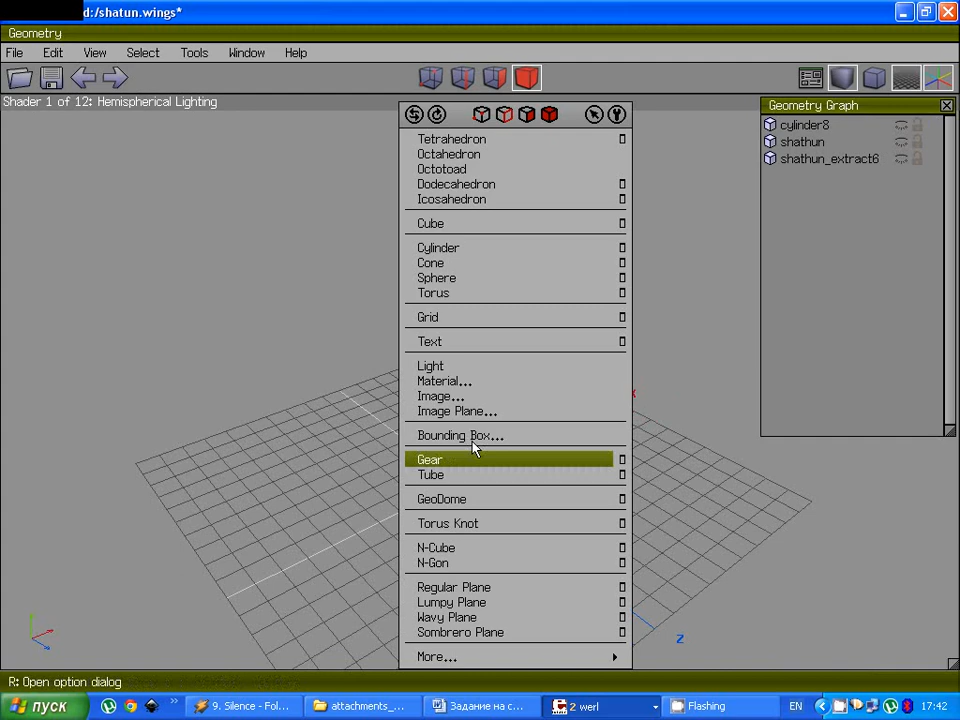 d:/shatun.wings*
Geometry
File Edit View Select Tools Window Help
Shader 1 of 12: Hemispherical Lighting
Geometry Graph
cylinder8
shathun
shathun_extract6
Tetrahedron
Octahedron
Octotoad
Dodecahedron
Icosahedron
Cube
Cylinder
Cone
Sphere
Torus
Grid
Text
Light
Material...
Image...
Image Plane...
Bounding Box...
Gear
Tube
GeoDome
Torus Knot
N-Cube
N-Gon
Regular Plane
Lumpy Plane
Wavy Plane
Sombrero Plane
More...
X
Z
R: Open option dialog
пуск
9. Silence - Fol...
attachments_...
Задание на с...
2 werl
Flashing
EN
17:42